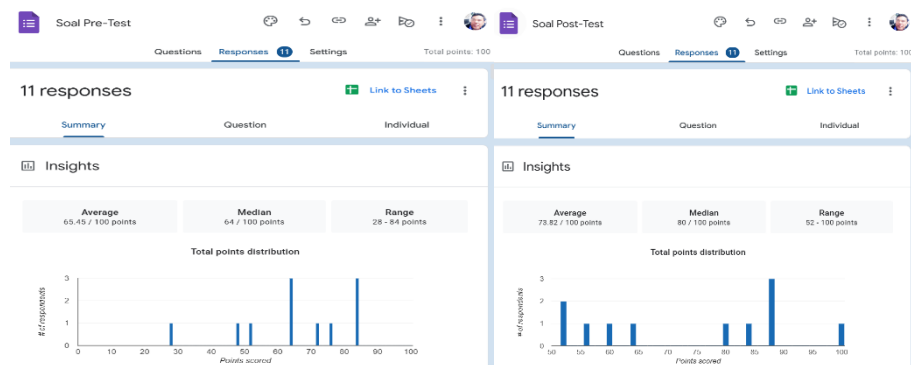 Soal Pre-Test
Questions Responses 11 Settings Total points: 100
11 responses
Link to Sheets
Summary Question Individual
Insights
Average Median Range
65.45 / 100 points 64 / 100 points 28 - 84 points
Total points distribution
3
2
1
0
# of respondents
0 10 20 30 40 50 60 70 80 90 100
Points scored
Soal Post-Test
Questions Responses 11 Settings Total points: 100
11 responses
Link to Sheets
Summary Question Individual
Insights
Average Median Range
73.82 / 100 points 80 / 100 points 52 - 100 points
Total points distribution
3
2
1
0
# of respondents
50 55 60 65 70 75 80 85 90 95 100
Points scored